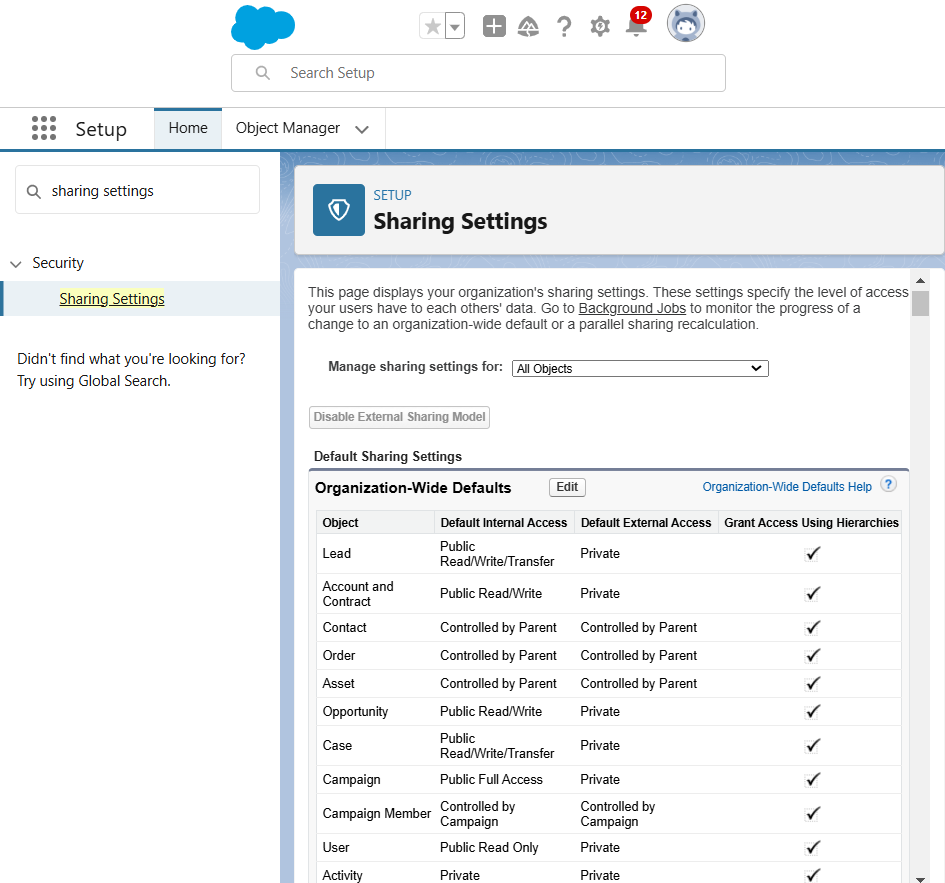 12
Search Setup
Setup
Home
Object Manager
sharing settings
Security
Sharing Settings
Didn't find what you're looking for?
Try using Global Search.
SETUP
Sharing Settings
This page displays your organization's sharing settings. These settings specify the level of access
your users have to each others' data. Go to Background Jobs to monitor the progress of a
change to an organization-wide default or a parallel sharing recalculation.
Manage sharing settings for: All Objects
Disable External Sharing Model
Default Sharing Settings
Organization-Wide Defaults Edit Organization-Wide Defaults Help ?
Object Default Internal Access Default External Access Grant Access Using Hierarchies
Lead Public Read/Write/Transfer Private
Account and Contract Public Read/Write Private
Contact Controlled by Parent Controlled by Parent
Order Controlled by Parent Controlled by Parent
Asset Controlled by Parent Controlled by Parent
Opportunity Public Read/Write Private
Case Public Read/Write/Transfer Private
Campaign Public Full Access Private
Campaign Member Controlled by Campaign Controlled by Campaign
User Public Read Only Private
Activity Private Private